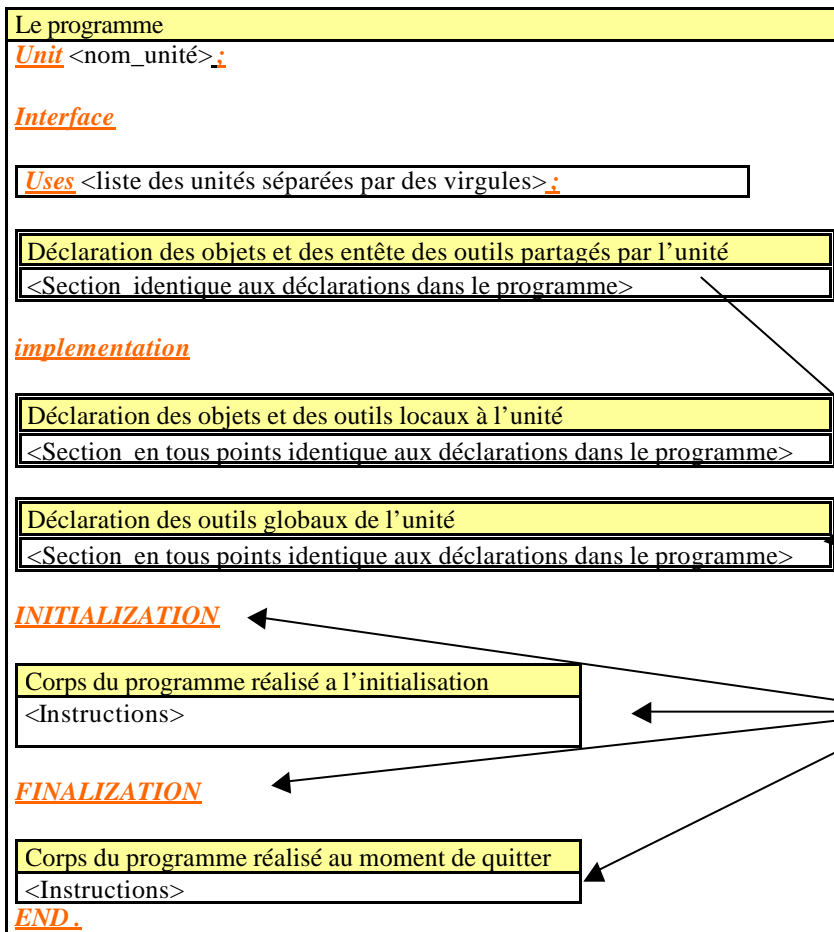 Le programme
Unit <nom_unité> ;
Interface
Uses <liste des unités séparées par des virgules> ;
Déclaration des objets et des entête des outils partagés par l’unité
<Section identique aux déclarations dans le programme>
implementation
Déclaration des objets et des outils locaux à l’unité
<Section en tous points identique aux déclarations dans le programme>
Déclaration des outils globaux de l’unité
<Section en tous points identique aux déclarations dans le programme>
INITIALIZATION
Corps du programme réalisé a l’initialisation
<Instructions>
FINALIZATION
Corps du programme réalisé au moment de quitter
<Instructions>
END .